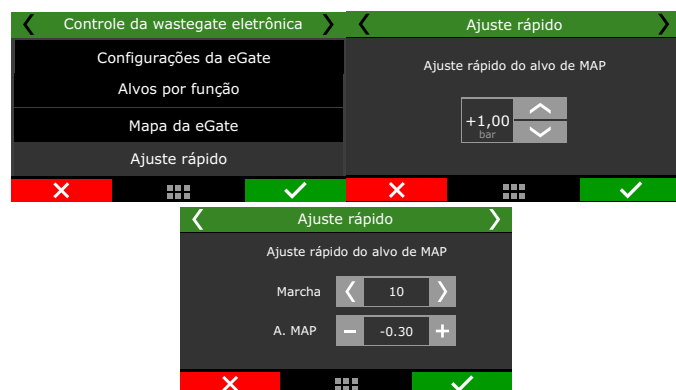 Controle da wastegate eletrônica
Configurações da eGate
Alvos por função
Mapa da eGate
Ajuste rápido
Ajuste rápido
Ajuste rápido do alvo de MAP
+1,00
bar
Ajuste rápido
Ajuste rápido do alvo de MAP
Marcha 10
A. MAP -0.30